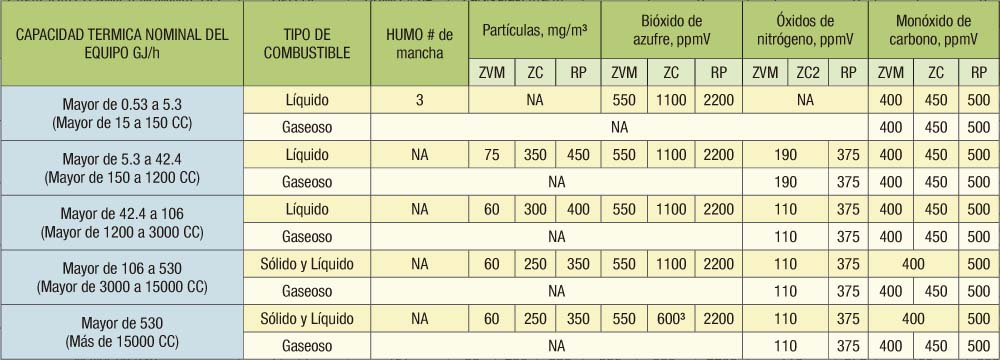 CAPACIDAD TERMICA NOMINAL DEL
EQUIPO GJ/h
TIPO DE
COMBUSTIBLE
HUMO # de
mancha
Partículas, mg/m³
Bióxido de
azufre, ppmV
Óxidos de
nitrógeno, ppmV
Monóxido de
carbono, ppmV
ZVM ZC RP ZVM ZC RP ZVM ZC2 RP ZVM ZC RP
Mayor de 0.53 a 5.3
(Mayor de 15 a 150 CC)
Líquido 3 NA 550 1100 2200 NA 400 450 500
Gaseoso NA 400 450 500
Mayor de 5.3 a 42.4
(Mayor de 150 a 1200 CC)
Líquido NA 75 350 450 550 1100 2200 190 375 400 450 500
Gaseoso NA 190 375 400 450 500
Mayor de 42.4 a 106
(Mayor de 1200 a 3000 CC)
Líquido NA 60 300 400 550 1100 2200 110 375 400 450 500
Gaseoso NA 110 375 400 450 500
Mayor de 106 a 530
(Mayor de 3000 a 15000 CC)
Sólido y Líquido NA 60 250 350 550 1100 2200 110 375 400 500
Gaseoso NA 110 375 400 450 500
Mayor de 530
(Más de 15000 CC)
Sólido y Líquido NA 60 250 350 550 600³ 2200 110 375 400 500
Gaseoso NA 110 375 400 450 500